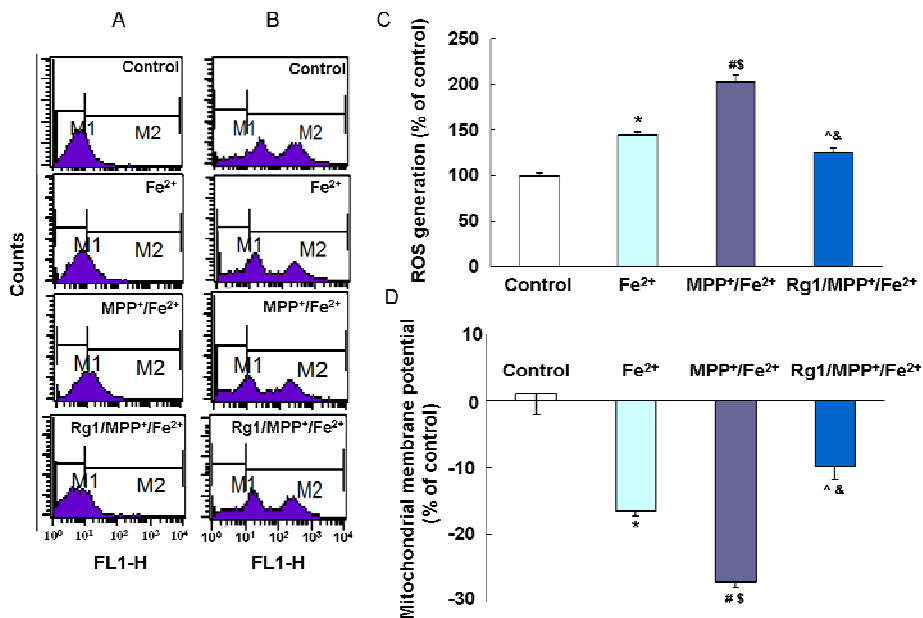 A
B
C
D
Counts
Control
M1
M2
Fe²⁺
M1
M2
MPP⁺/Fe²⁺
M1
M2
Rg1/MPP⁺/Fe²⁺
M1
M2
10⁰ 10¹ 10² 10³ 10⁴
FL1-H
Control
M1
M2
Fe²⁺
M1
M2
MPP⁺/Fe²⁺
M1
M2
Rg1/MPP⁺/Fe²⁺
M1
M2
10⁰ 10¹ 10² 10³ 10⁴
FL1-H
ROS generation (% of control)
250
200
150
100
50
0
*
#$
^&
Control Fe²⁺ MPP⁺/Fe²⁺ Rg1/MPP⁺/Fe²⁺
Mitochondrial membrane potential
(% of control)
10
0
-10
-20
-30
Control Fe²⁺ MPP⁺/Fe²⁺ Rg1/MPP⁺/Fe²⁺
*
#$
^ &